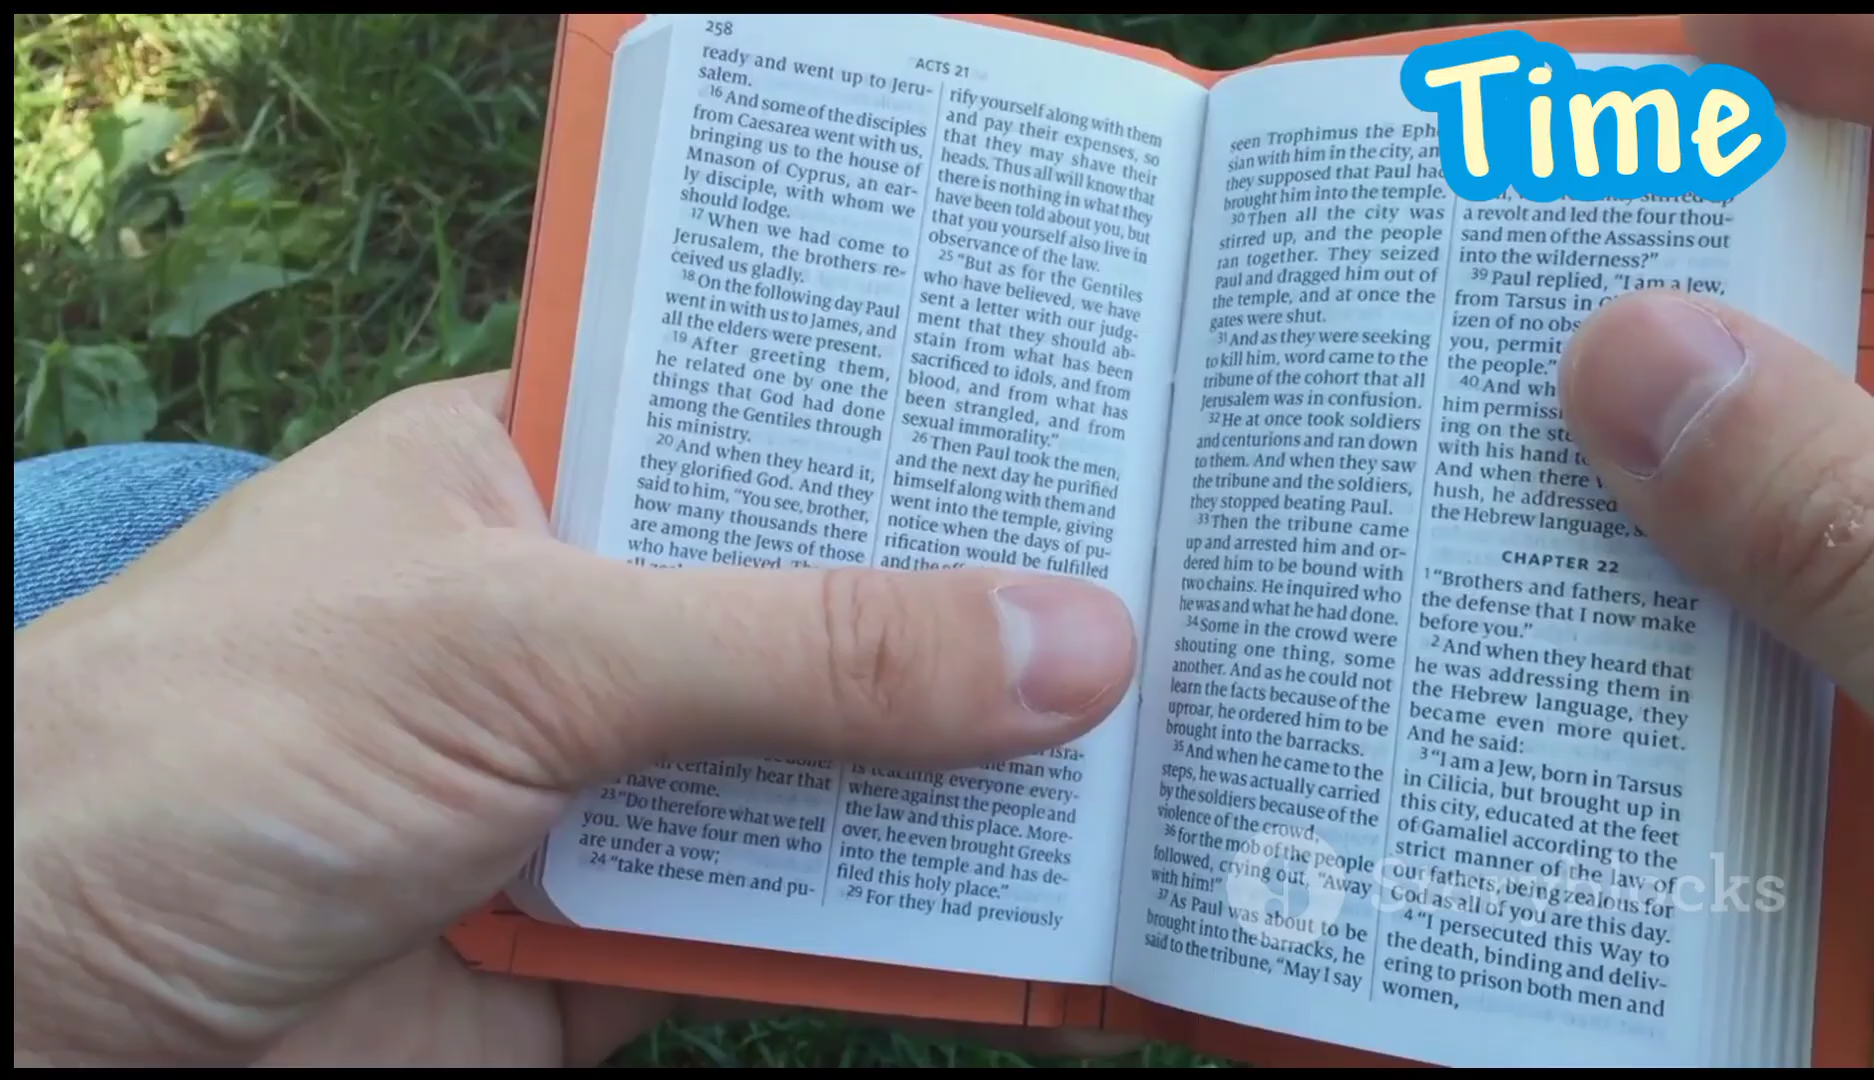 258
ACTS 21
ready and went up to Jeru-
salem.
16 And some of the disciples
from Caesarea went with us,
bringing us to the house of
Mnason of Cyprus, an ear-
ly disciple, with whom we
should lodge.
17 When we had come to
Jerusalem, the brothers re-
ceived us gladly.
18 On the following day Paul
went in with us to James, and
all the elders were present.
19 After greeting them,
he related one by one the
things that God had done
among the Gentiles through
his ministry.
20 And when they heard it,
they glorified God. And they
said to him, "You see, brother,
how many thousands there
are among the Jews of those
who have believed.
certainly hear that
have come.
23 "Do therefore what we tell
you. We have four men who
are under a vow;
24 "take these men and pu-
rify yourself along with them
and pay their expenses, so
that they may shave their
heads. Thus all will know that
there is nothing in what they
have been told about you, but
that you yourself also live in
observance of the law.
25 "But as for the Gentiles
who have believed, we have
sent a letter with our judg-
ment that they should ab-
stain from what has been
sacrificed to idols, and from
blood, and from what has
been strangled, and from
sexual immorality."
26 Then Paul took the men,
and the next day he purified
himself along with them and
went into the temple, giving
notice when the days of pu-
rification would be fulfilled
and the
man who
is teaching everyone every-
where against the people and
the law and this place. More-
over, he even brought Greeks
into the temple and has de-
filed this holy place."
29 For they had previously
seen Trophimus the Eph
sian with him in the city, an
they supposed that Paul had
brought him into the temple.
30 Then all the city was
stirred up, and the people
ran together. They seized
Paul and dragged him out of
the temple, and at once the
gates were shut.
31 And as they were seeking
to kill him, word came to the
tribune of the cohort that all
Jerusalem was in confusion.
32 He at once took soldiers
and centurions and ran down
to them. And when they saw
the tribune and the soldiers,
they stopped beating Paul.
33 Then the tribune came
up and arrested him and or-
dered him to be bound with
two chains. He inquired who
he was and what he had done.
34 Some in the crowd were
shouting one thing, some
another. And as he could not
learn the facts because of the
uproar, he ordered him to be
brought into the barracks.
35 And when he came to the
steps, he was actually carried
by the soldiers because of the
violence of the crowd,
36 for the mob of the people
followed, crying out, "Away
with him!"
37 As Paul was about to be
brought into the barracks, he
said to the tribune, "May I say
Time
stirred up
a revolt and led the four thou-
sand men of the Assassins out
into the wilderness?"
39 Paul replied, "I am a Jew,
from Tarsus in
izen of no obs
you, permit
the people."
40 And wh
him permiss
ing on the ste
with his hand t
And when there
hush, he addressed
the Hebrew language,
CHAPTER 22
1 "Brothers and fathers, hear
the defense that I now make
before you."
2 And when they heard that
he was addressing them in
the Hebrew language, they
became even more quiet.
And he said:
3 "I am a Jew, born in Tarsus
in Cilicia, but brought up in
this city, educated at the feet
of Gamaliel according to the
strict manner of the law of
our fathers, being zealous for
God as all of you are this day.
4 "I persecuted this Way to
the death, binding and deliv-
ering to prison both men and
women,
Storyblocks